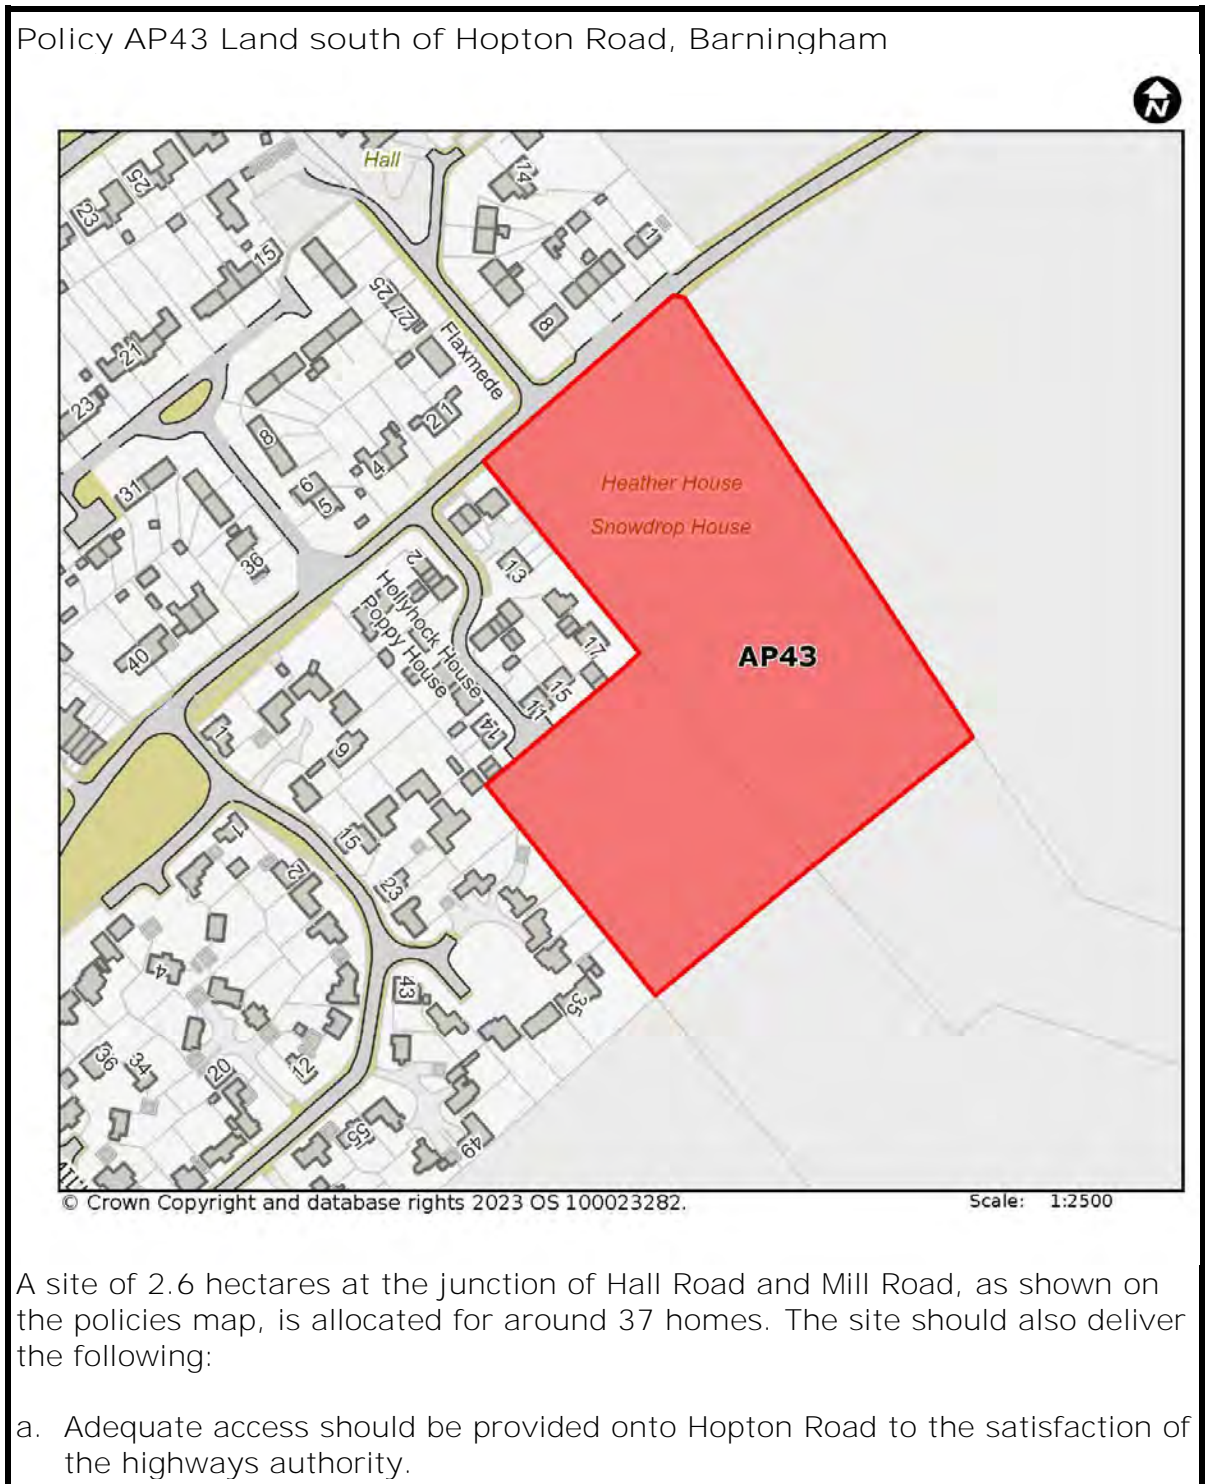 Policy AP43 Land south of Hopton Road, Barningham
N
Hall
25
23
14
15
1
25
27
8
Flaxmede
21
21
23
8
4
6
5
31
36
Heather House
Snowdrop House
13
2
Hollyhock House
Poppy House
17
40
AP43
15
11
14
1
9
1
15
12
23
4
43
35
36
34
20
12
55
49
© Crown Copyright and database rights 2023 OS 100023282.
Scale: 1:2500
A site of 2.6 hectares at the junction of Hall Road and Mill Road, as shown on
the policies map, is allocated for around 37 homes. The site should also deliver
the following:
a. Adequate access should be provided onto Hopton Road to the satisfaction of
the highways authority.